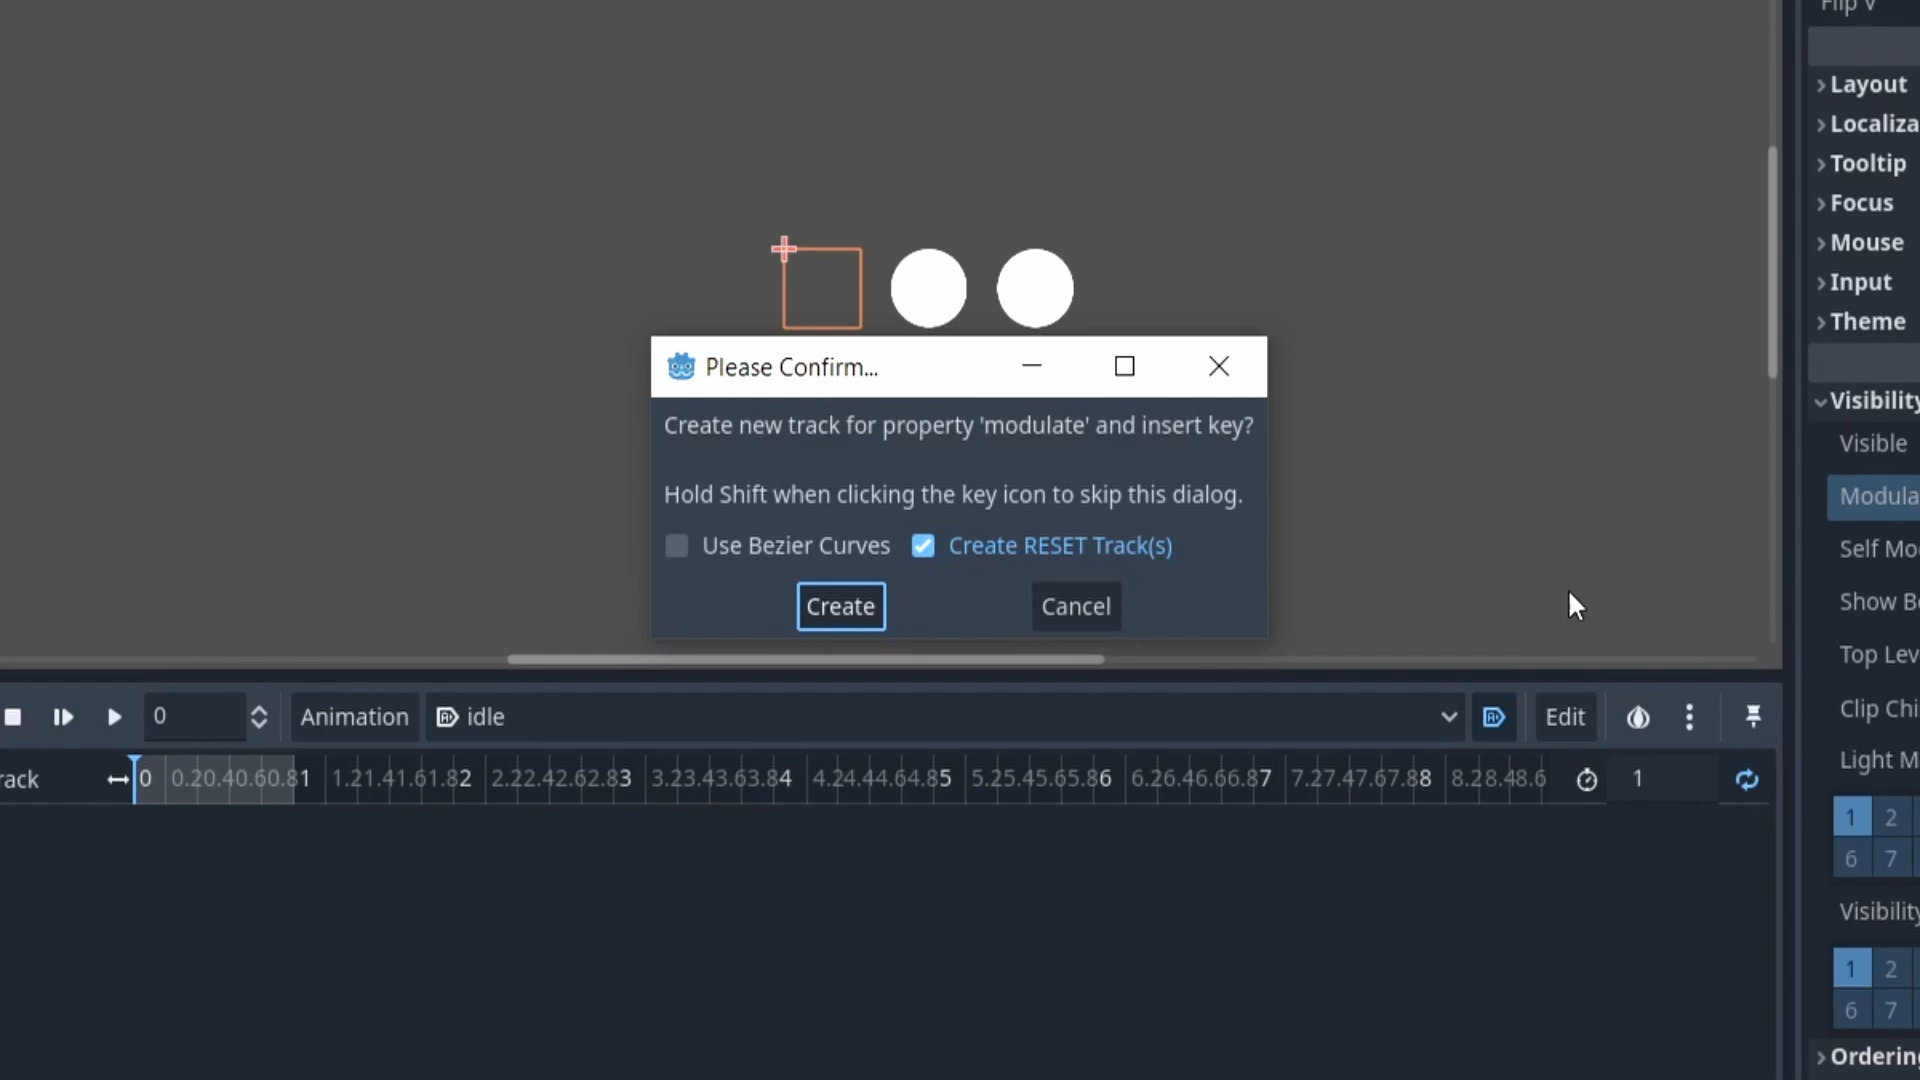 Flip V
Layout
Localiza
Tooltip
Focus
Mouse
Input
Theme
Visibility
Visible
Modula
Self Mo
Show Be
Top Lev
Clip Chi
Light M
1 2
6 7
Visibility
1 2
6 7
Ordering
Please Confirm...
Create new track for property 'modulate' and insert key?
Hold Shift when clicking the key icon to skip this dialog.
Use Bezier Curves Create RESET Track(s)
Create Cancel
0 Animation idle Edit
rack 0 0.20.40.60.81 1.21.41.61.82 2.22.42.62.83 3.23.43.63.84 4.24.44.64.85 5.25.45.65.86 6.26.46.66.87 7.27.47.67.88 8.28.48.6 1